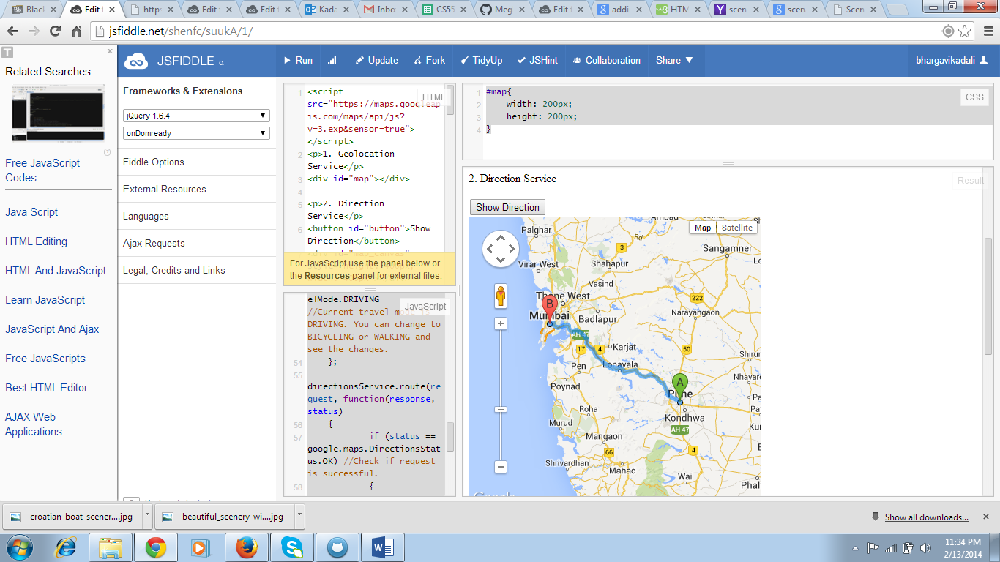 Blac
Edit f
https
Edit f
Edit f
Kada
Inbo
CS55
Meg
Edit f
addin
HTM
scen
scen
Scen
jsfiddle.net/shenfc/suukA/1/
T
Related Searches:
Free JavaScript
Codes
Java Script
HTML Editing
HTML And JavaScript
Learn JavaScript
JavaScript And Ajax
Free JavaScripts
Best HTML Editor
AJAX Web
Applications
JSFIDDLE α
Run
Update
Fork
TidyUp
JSHint
Collaboration
Share
bhargavikadali
Frameworks & Extensions
jQuery 1.6.4
onDomready
Fiddle Options
External Resources
Languages
Ajax Requests
Legal, Credits and Links
HTML
1 <script
src="https://maps.googleap
is.com/maps/api/js?
v=3.exp&sensor=true">
</script>
2 <p>1. Geolocation
Service</p>
3 <div id="map"></div>
4
5 <p>2. Direction
Service</p>
6 <button id="button">Show
Direction</button>
For JavaScript use the panel below or
the Resources panel for external files.
JavaScript
elMode.DRIVING
//Current travel mode is
DRIVING. You can change to
BICYCLING or WALKING and
see the changes.
54 };
55
directionsService.route(re
quest, function(response,
status)
56 {
57 if (status ==
google.maps.DirectionsStat
us.OK) //Check if request
is successful.
58 {
CSS
1 #map{
2 width: 200px;
3 height: 200px;
4 }
Result
2. Direction Service
Show Direction
Map
Satellite
Palghar
Rd
3
Sangamner
Virar West
Shahapur
Vasind
Thane West
222
B
Mumbai
Badlapur
Narayangaon
AH 47
Karjat
50
17
4
Pen
Lonavala
Shirur
A
Poynad
Nhavare
Pune
Roha
Kondhwa
Murud
AH 47
Mangaon
66
4
Shrivardhan
Mahad
Wai
Phalt
Google
croatian-boat-scener....jpg
beautiful_scenery-wi....jpg
Show all downloads...
11:34 PM
2/13/2014